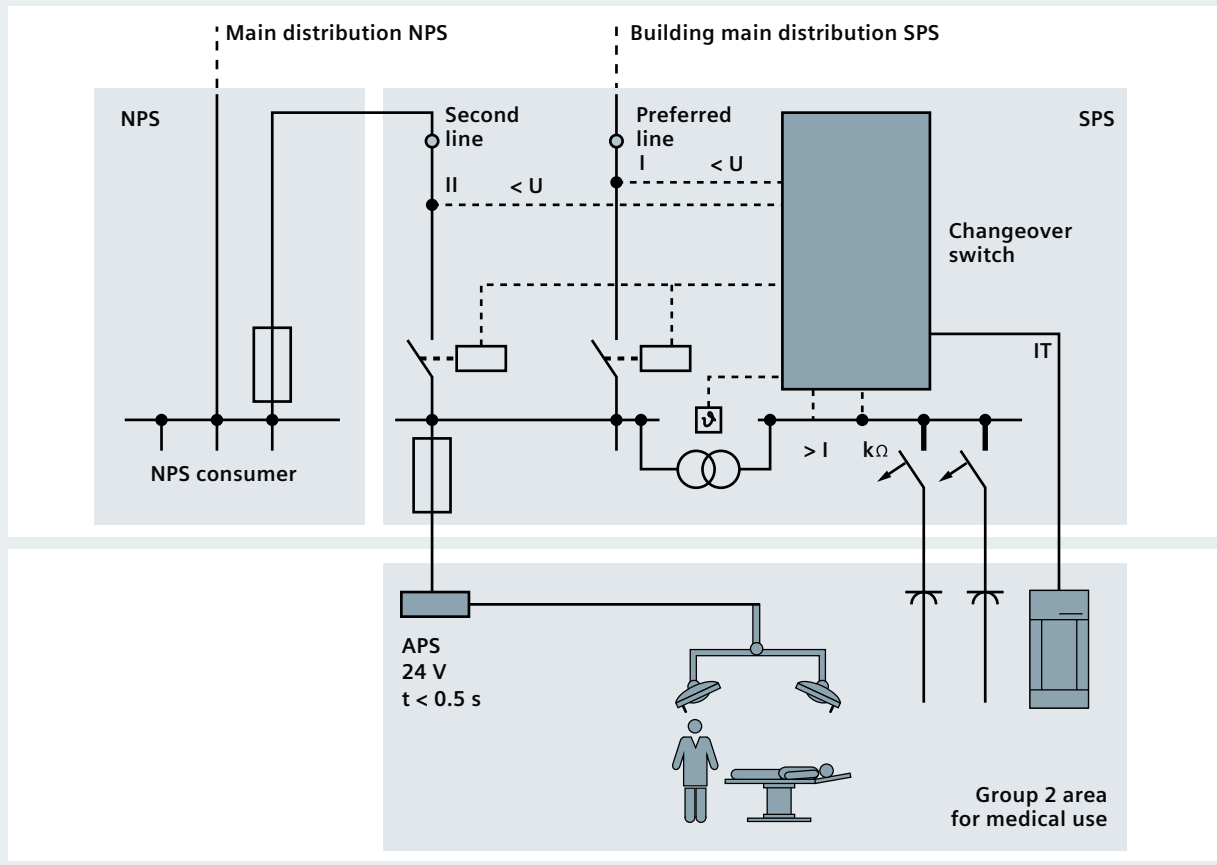 Main distribution NPS
Building main distribution SPS
NPS
Second
line
Preferred
line
SPS
I
< U
II
< U
Changeover
switch
IT
> I
kΩ
ϑ
NPS consumer
APS
24 V
t < 0.5 s
Group 2 area
for medical use